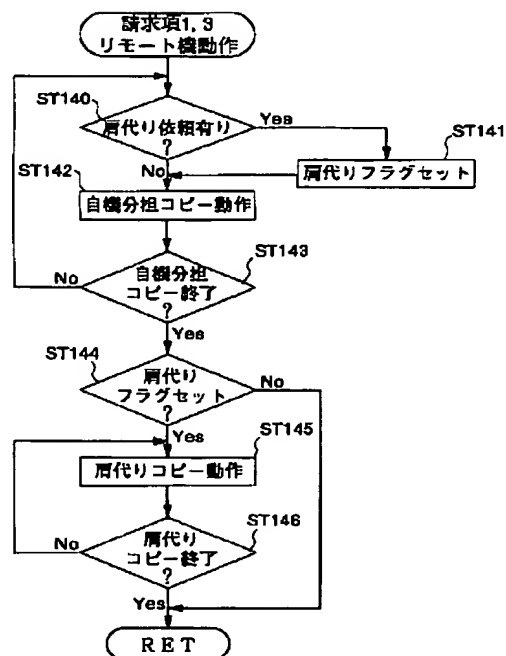 請求項1，3
リモート機動作
ST140
肩代り依頼有り
?
Yes
ST141
肩代りフラグセット
No
ST142
自機分担コピー動作
ST143
自機分担
コピー終了
?
No
Yes
ST144
肩代り
フラグセット
?
No
Yes
ST145
肩代りコピー動作
ST146
肩代り
コピー終了
?
No
Yes
RET